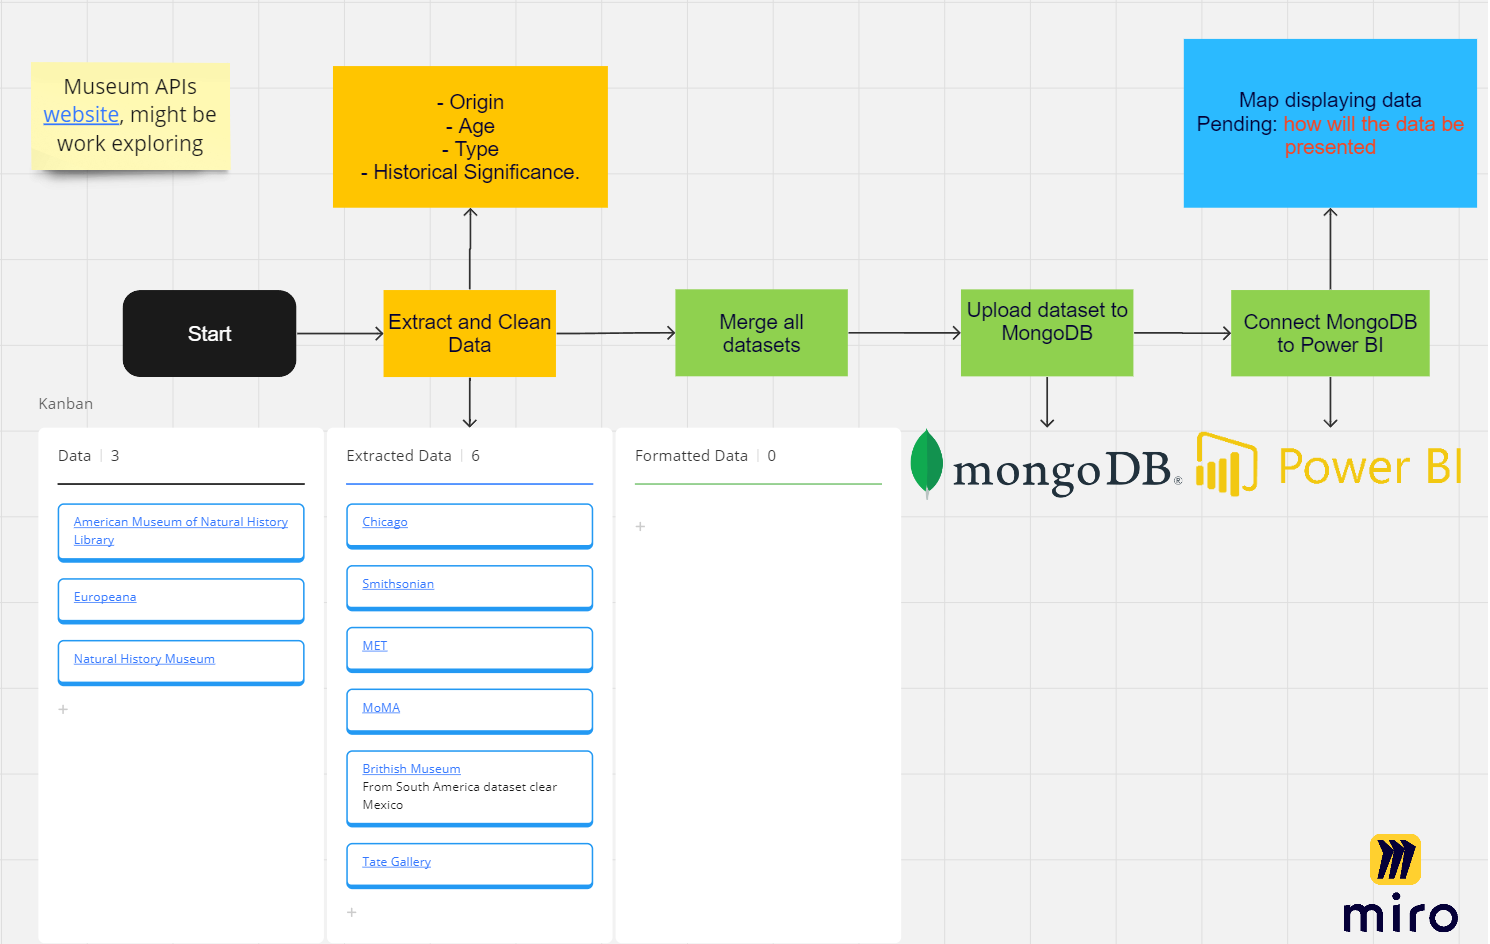 Museum APIs
website, might be
work exploring
- Origin
- Age
- Type
- Historical Significance.
Map displaying data
Pending: how will the data be
presented
Start
Extract and Clean
Data
Merge all
datasets
Upload dataset to
MongoDB
Connect MongoDB
to Power BI
Kanban
Data | 3
American Museum of Natural History
Library
Europeana
Natural History Museum
+
Extracted Data | 6
Chicago
Smithsonian
MET
MoMA
Brithish Museum
From South America dataset clear
Mexico
Tate Gallery
+
Formatted Data | 0
+
mongoDB®
Power BI
miro